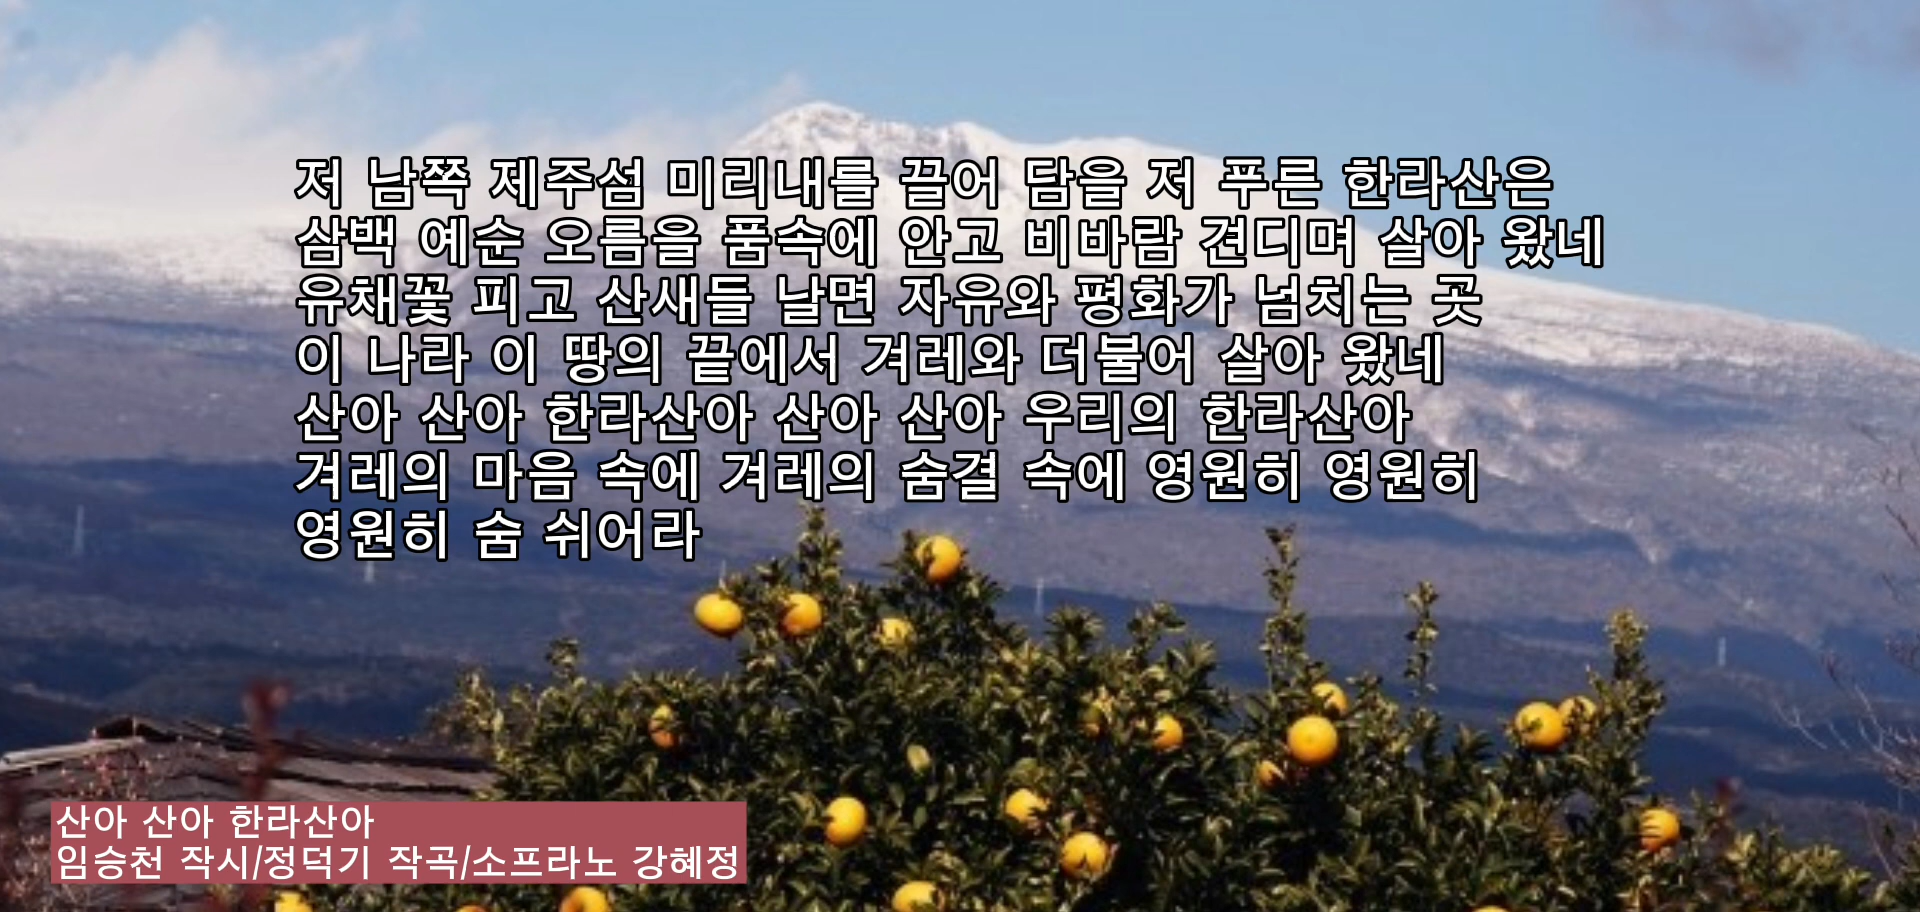 저 남쪽 제주섬 미리내를 끌어 담을 저 푸른 한라산은
삼백 예순 오름을 품속에 안고 비바람 견디며 살아 왔네
유채꽃 피고 산새들 날면 자유와 평화가 넘치는 곳
이 나라 이 땅의 끝에서 겨레와 더불어 살아 왔네
산아 산아 한라산아 산아 산아 우리의 한라산아
겨레의 마음 속에 겨레의 숨결 속에 영원히 영원히
영원히 숨 쉬어라
산아 산아 한라산아
임승천 작시/정덕기 작곡/소프라노 강혜정